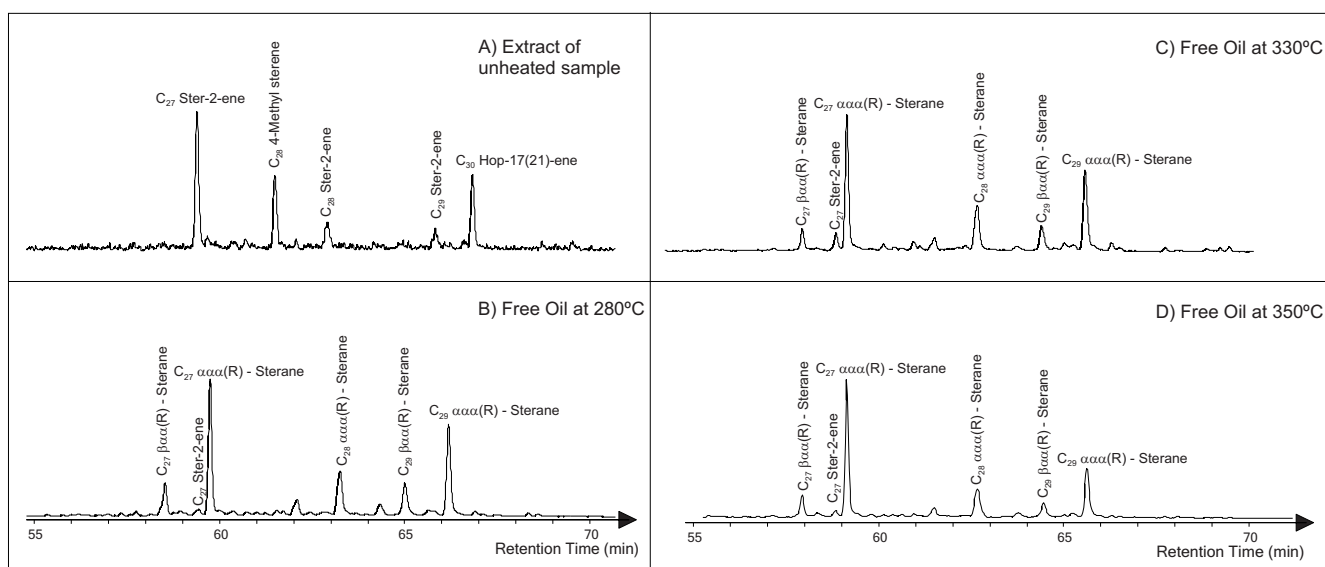 A) Extract of
unheated sample
C₂₇ Ster-2-ene
C₂₈ 4-Methyl sterene
C₂₈ Ster-2-ene
C₂₉ Ster-2-ene
C₃₀ Hop-17(21)-ene
B) Free Oil at 280ºC
C₂₇ βαα(R) - Sterane
C₂₇ Ster-2-ene
C₂₇ ααα(R) - Sterane
C₂₈ ααα(R) - Sterane
C₂₉ βαα(R) - Sterane
C₂₉ ααα(R) - Sterane
55
60
65
70
Retention Time (min)
C) Free Oil at 330ºC
C₂₇ βαα(R) - Sterane
C₂₇ Ster-2-ene
C₂₇ ααα(R) - Sterane
C₂₈ ααα(R) - Sterane
C₂₉ βαα(R) - Sterane
C₂₉ ααα(R) - Sterane
D) Free Oil at 350ºC
C₂₇ βαα(R) - Sterane
C₂₇ Ster-2-ene
C₂₇ ααα(R) - Sterane
C₂₈ ααα(R) - Sterane
C₂₉ βαα(R) - Sterane
C₂₉ ααα(R) - Sterane
55
60
65
70
Retention Time (min)